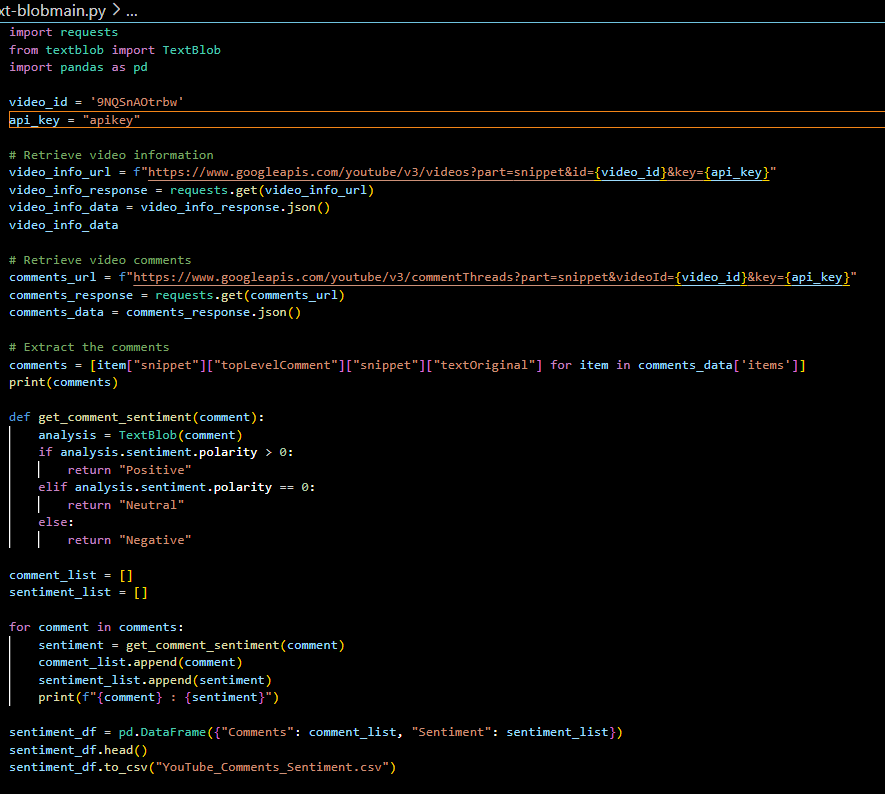 xt-blobmain.py > ...
import requests
from textblob import TextBlob
import pandas as pd
video_id = '9NQSnAOtrbw'
api_key = "apikey"
# Retrieve video information
video_info_url = f"https://www.googleapis.com/youtube/v3/videos?part=snippet&id={video_id}&key={api_key}"
video_info_response = requests.get(video_info_url)
video_info_data = video_info_response.json()
video_info_data
# Retrieve video comments
comments_url = f"https://www.googleapis.com/youtube/v3/commentThreads?part=snippet&videoId={video_id}&key={api_key}"
comments_response = requests.get(comments_url)
comments_data = comments_response.json()
# Extract the comments
comments = [item["snippet"]["topLevelComment"]["snippet"]["textOriginal"] for item in comments_data['items']]
print(comments)
def get_comment_sentiment(comment):
    analysis = TextBlob(comment)
    if analysis.sentiment.polarity > 0:
        return "Positive"
    elif analysis.sentiment.polarity == 0:
        return "Neutral"
    else:
        return "Negative"
comment_list = []
sentiment_list = []
for comment in comments:
    sentiment = get_comment_sentiment(comment)
    comment_list.append(comment)
    sentiment_list.append(sentiment)
    print(f"{comment} : {sentiment}")
sentiment_df = pd.DataFrame({"Comments": comment_list, "Sentiment": sentiment_list})
sentiment_df.head()
sentiment_df.to_csv("YouTube_Comments_Sentiment.csv")